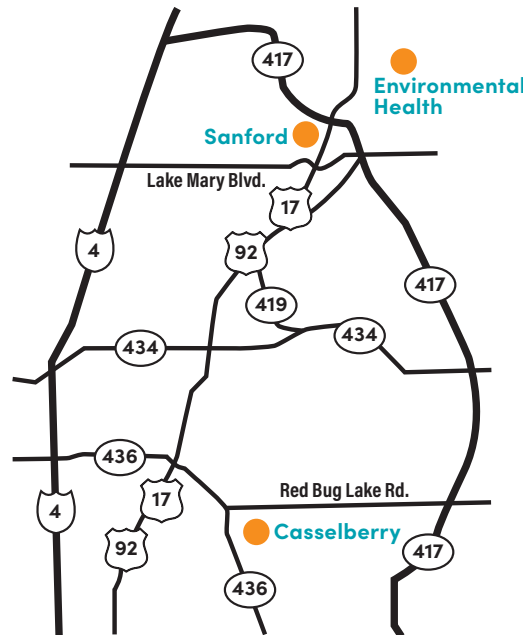 417
Environmental
Health
Sanford
Lake Mary Blvd.
17
92
4
419
417
434
434
436
Red Bug Lake Rd.
17
4
Casselberry
92
417
436